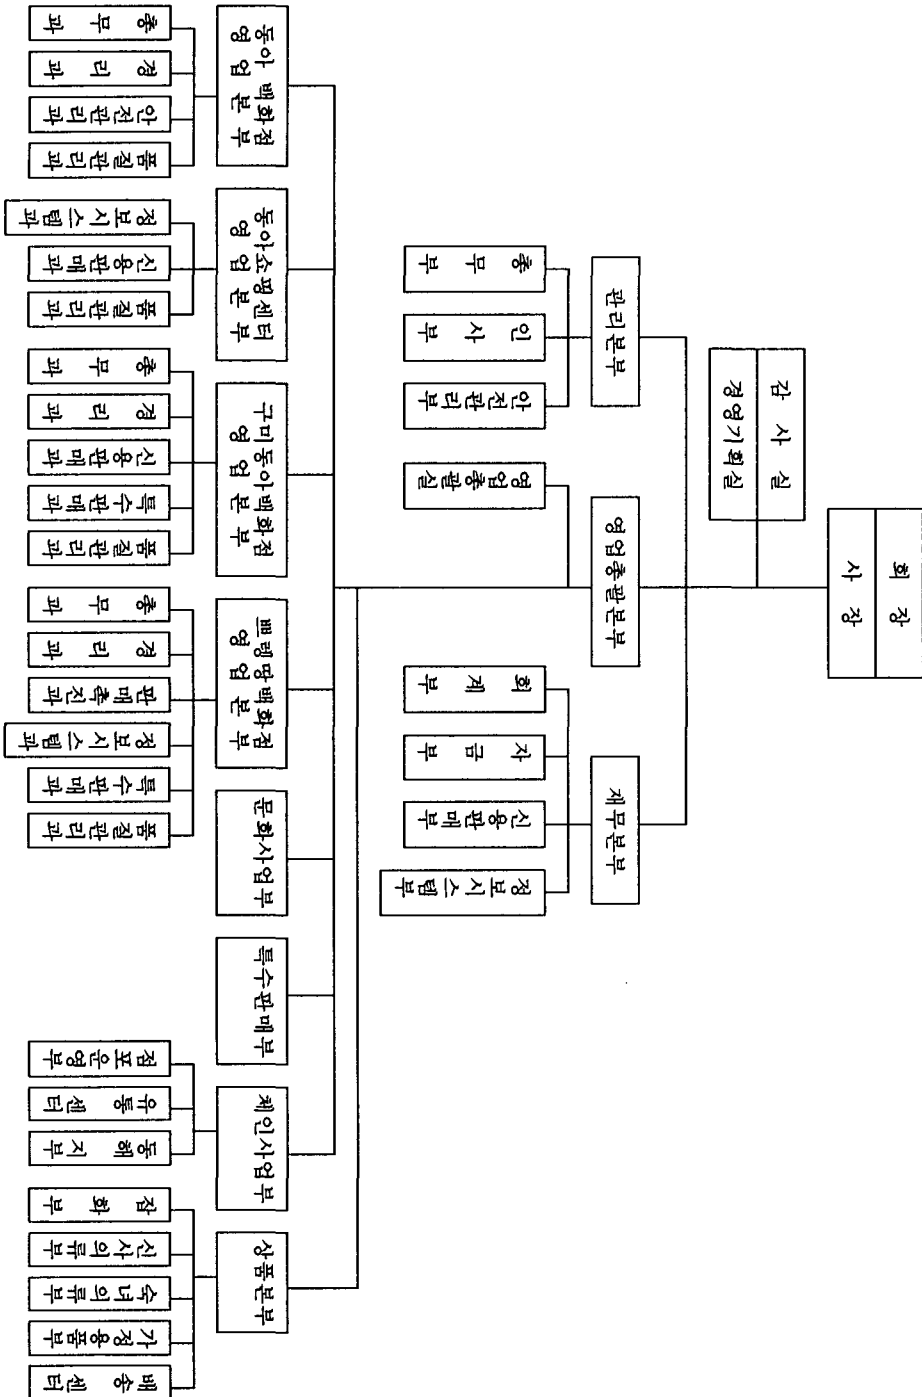 회 장
사 장
감 사 실
경영기획실
관리본부
영업총괄본부
재무본부
총 무 부
인 사 부
안전관리부
영업총괄실
회 계 부
자 금 부
신용판매부
정보시스템부
동아 백화점
영 업 본 부
동아쇼핑센터
영 업 본 부
구미동아백화점
영 업 본 부
쁘렝땅백화점
영 업 본 부
문화사업부
특수판매부
체인사업부
상품본부
총 무 과
경 리 과
안전관리과
품질관리과
정보시스템과
신용판매과
품질관리과
총 무 과
경 리 과
신용판매과
특수판매과
품질관리과
총 무 과
경 리 과
판매촉진과
정보시스템과
특수판매과
품질관리과
점포운영부
유통 센터
동해 지부
잡 화 부
신사의류부
숙녀의류부
가정용품부
배송 센터